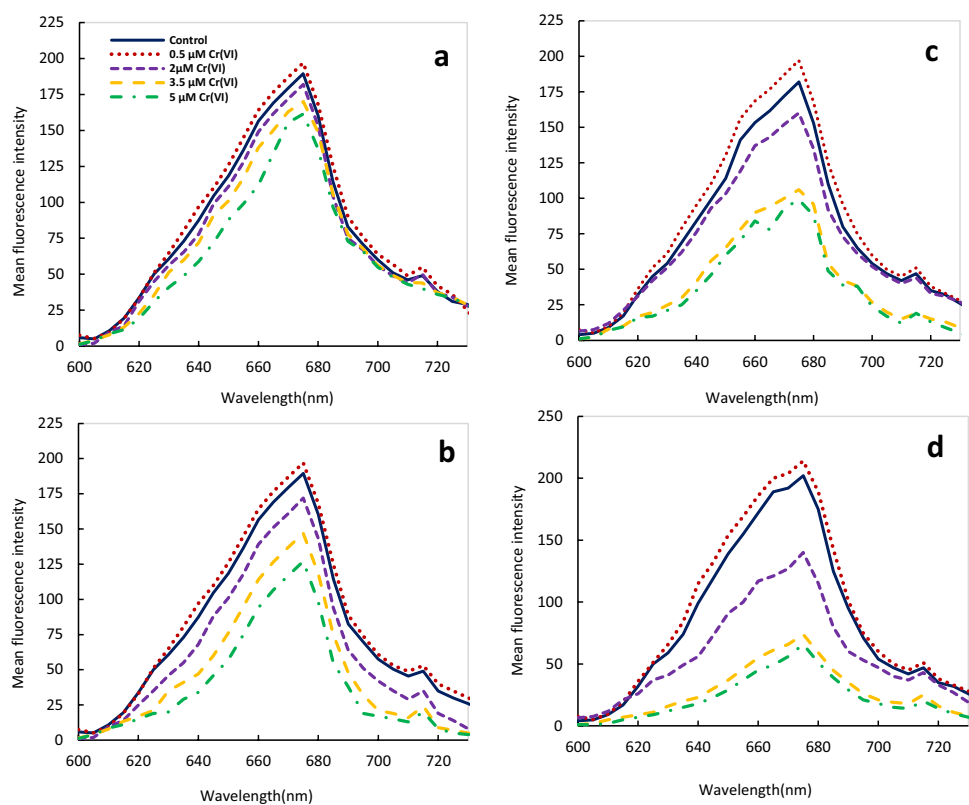 a
225
200
175
150
125
100
75
50
25
0
Mean fluorescence intensity
Control
0.5 µM Cr(VI)
2µM Cr(VI)
3.5 µM Cr(VI)
5 µM Cr(VI)
600 620 640 660 680 700 720
Wavelength(nm)
c
225
200
175
150
125
100
75
50
25
0
Mean fluorescence intensity
600 620 640 660 680 700 720
Wavelength(nm)
b
225
200
175
150
125
100
75
50
25
0
Mean fluorescence intensity
600 620 640 660 680 700 720
Wavelength(nm)
d
250
200
150
100
50
0
Mean fluorescence intensity
600 620 640 660 680 700 720
Wavelength(nm)